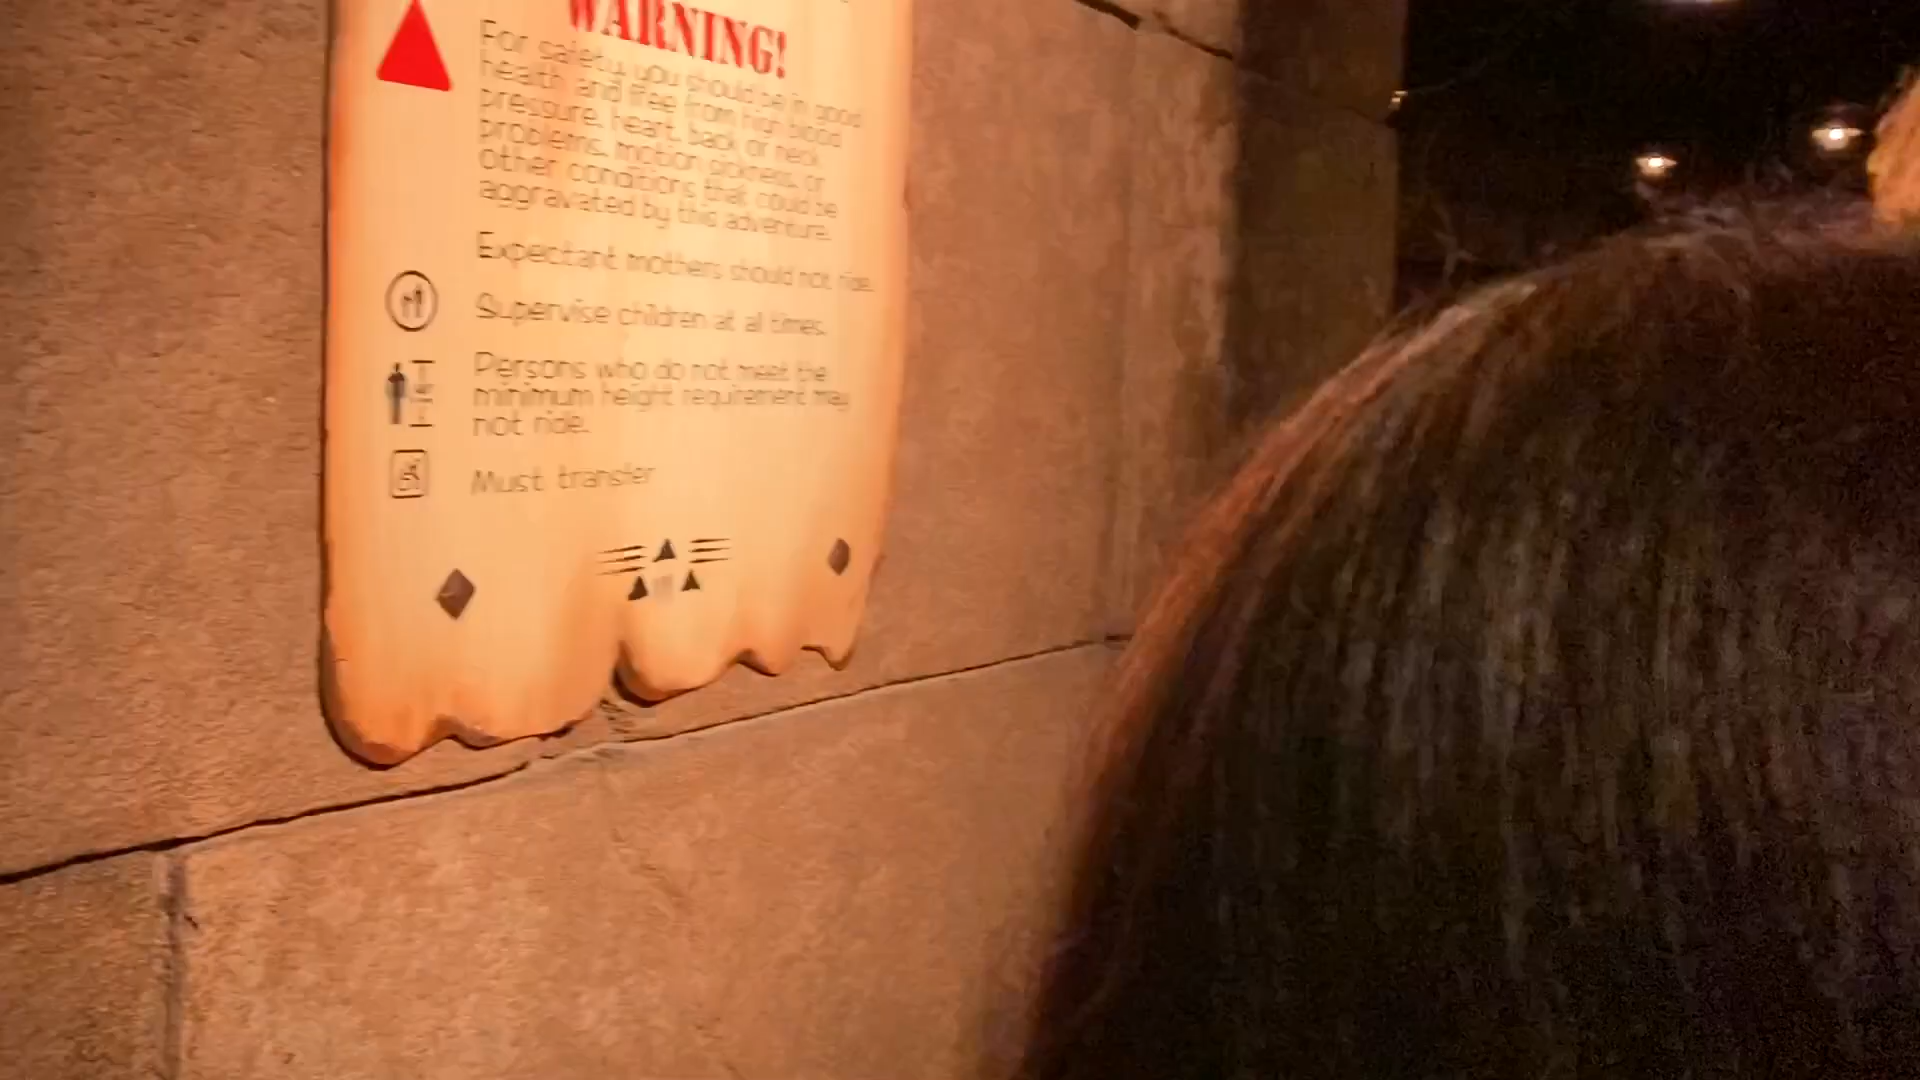 WARNING!
For safety, you should be in good
health and free from high blood
pressure, heart, back or neck
problems, motion sickness, or
other conditions that could be
aggravated by this adventure.
Expectant mothers should not ride.
Supervise children at all times.
Persons who do not meet the
minimum height requirement may
not ride.
Must transfer